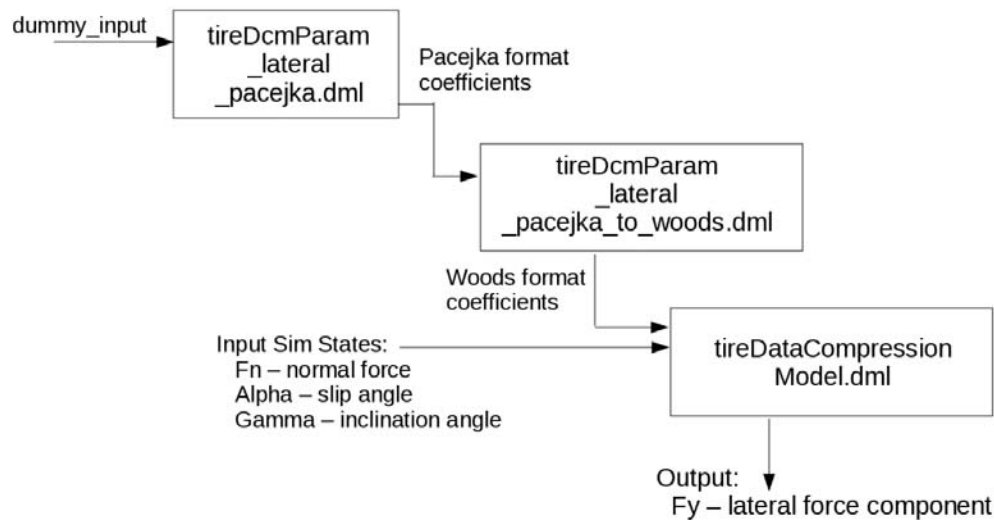 dummy_input
tireDcmParam
_lateral
_pacejka.dml
Pacejka format
coefficients
tireDcmParam
_lateral
_pacejka_to_woods.dml
Woods format
coefficients
Input Sim States:
Fn – normal force
Alpha – slip angle
Gamma – inclination angle
tireDataCompression
Model.dml
Output:
Fy – lateral force component